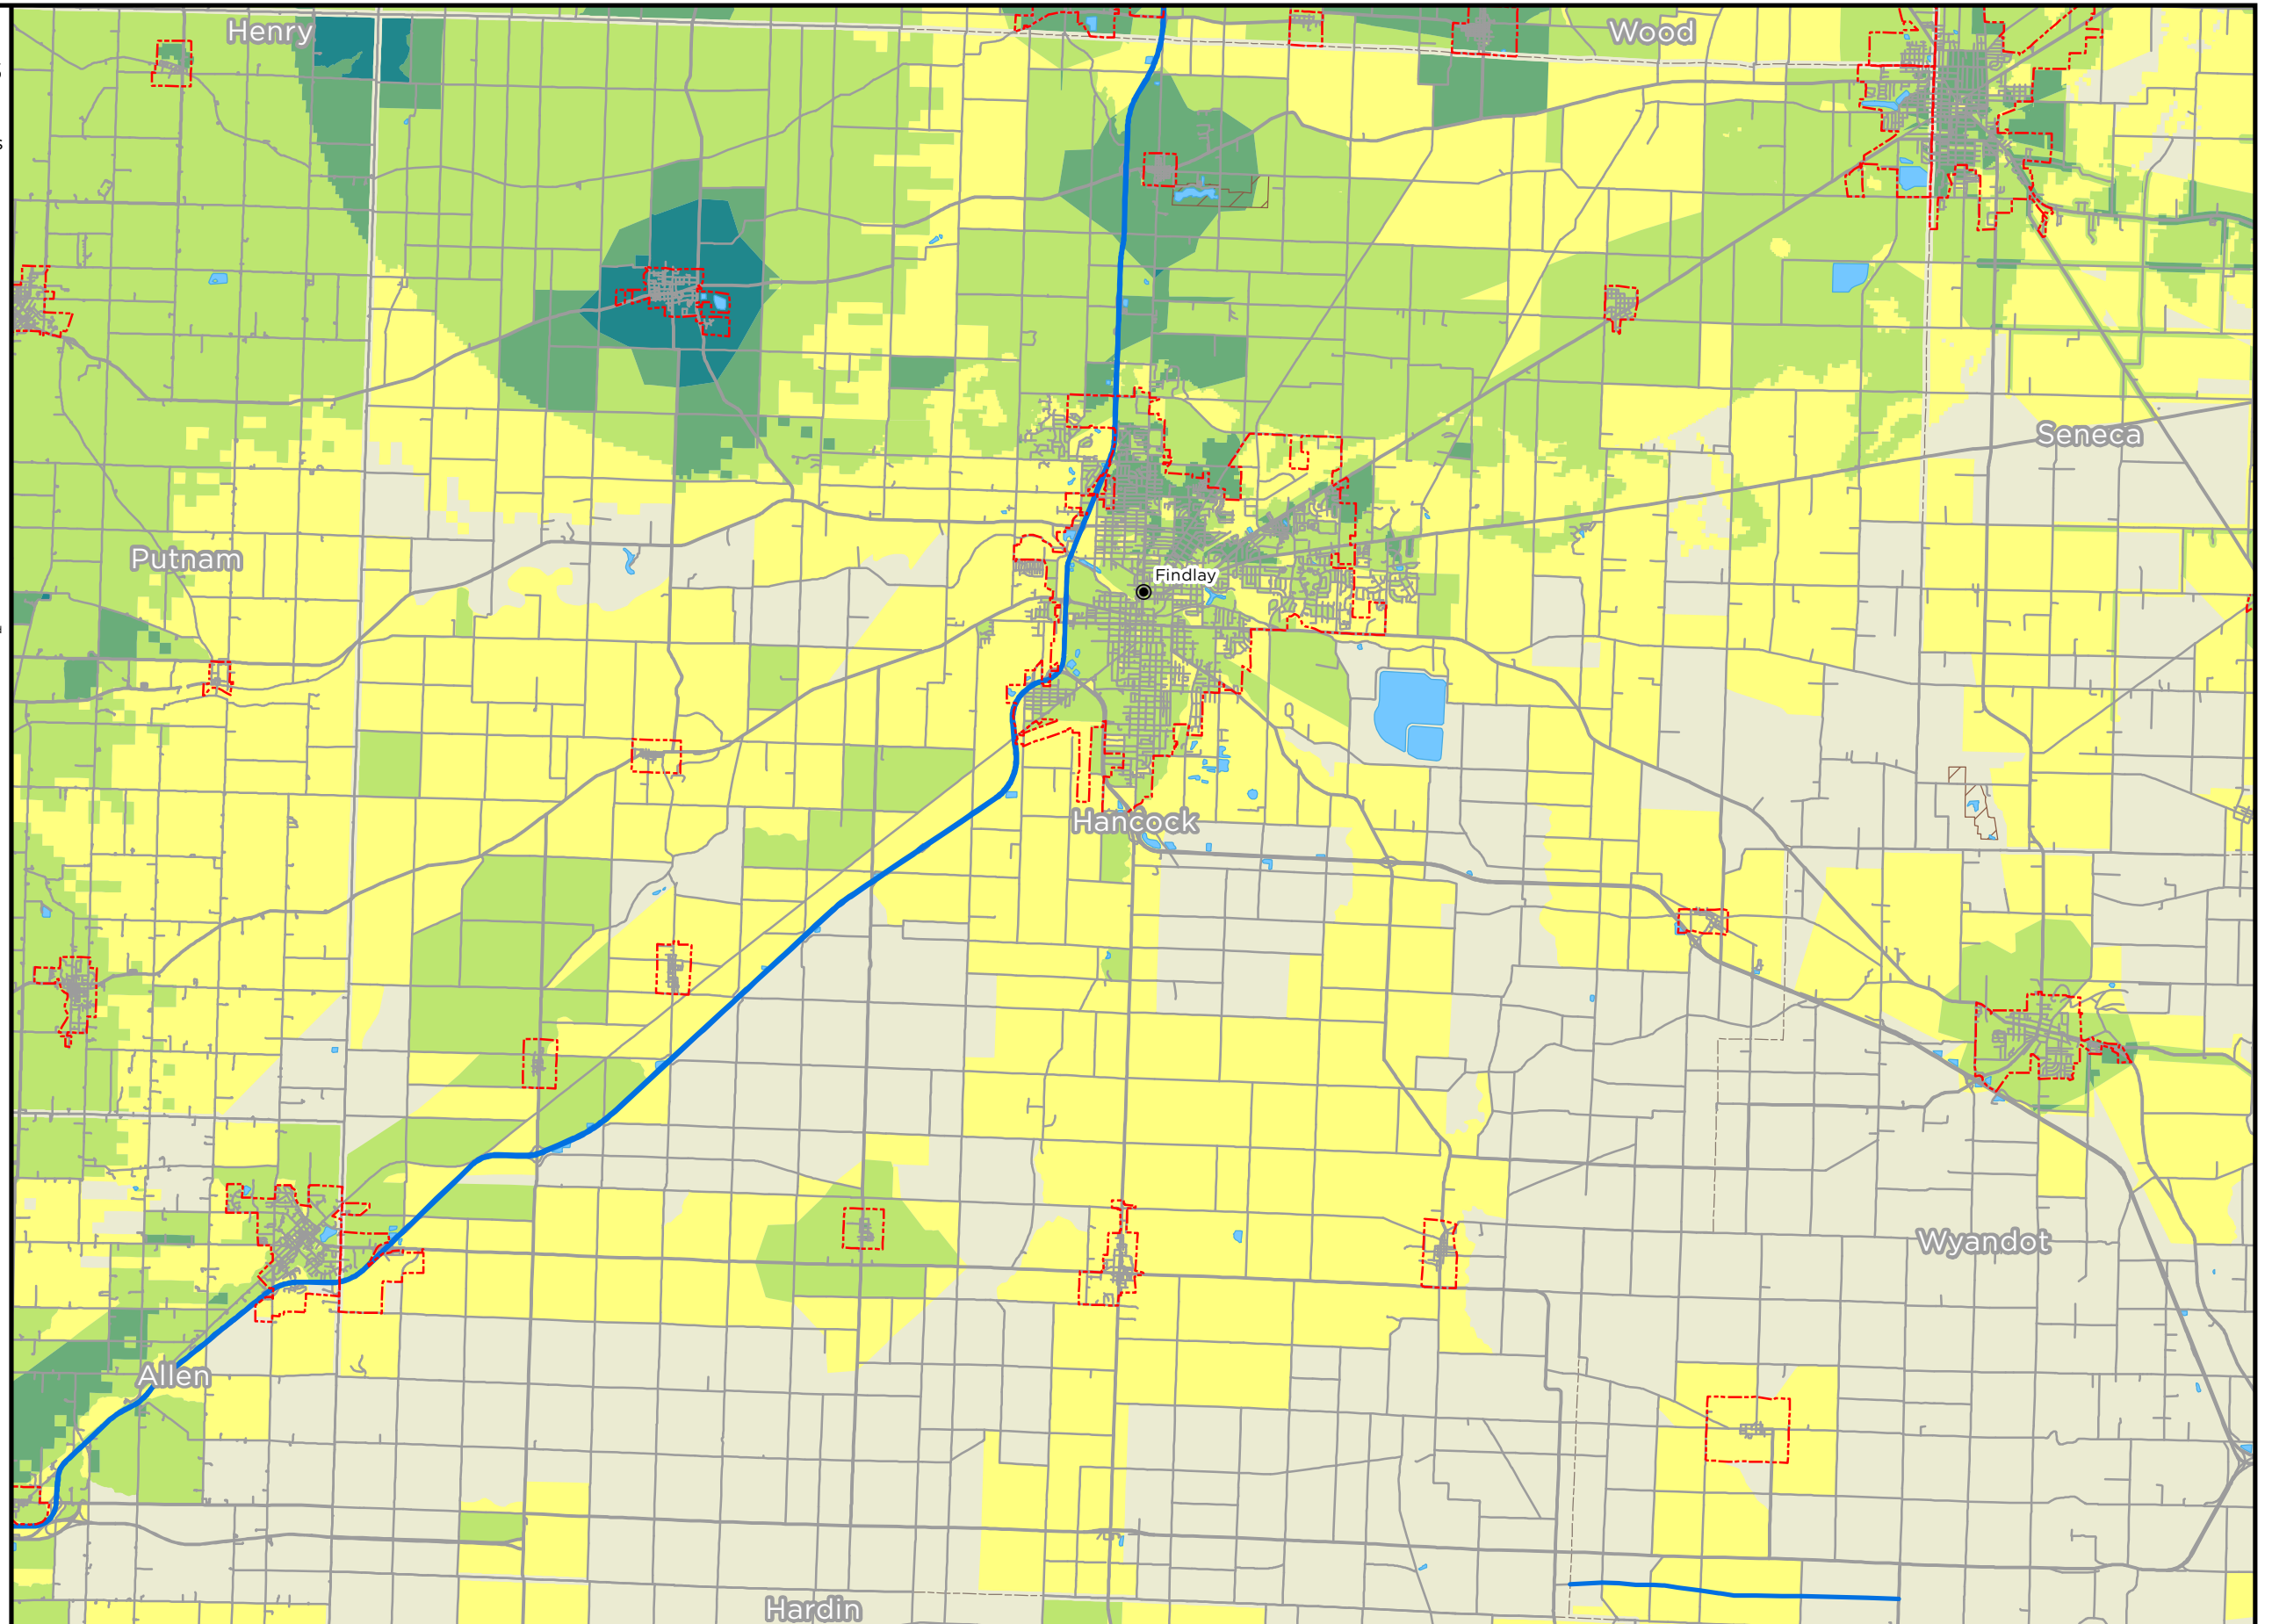 Henry
Wood
Seneca
Putnam
Findlay
Hancock
Wyandot
Allen
Hardin